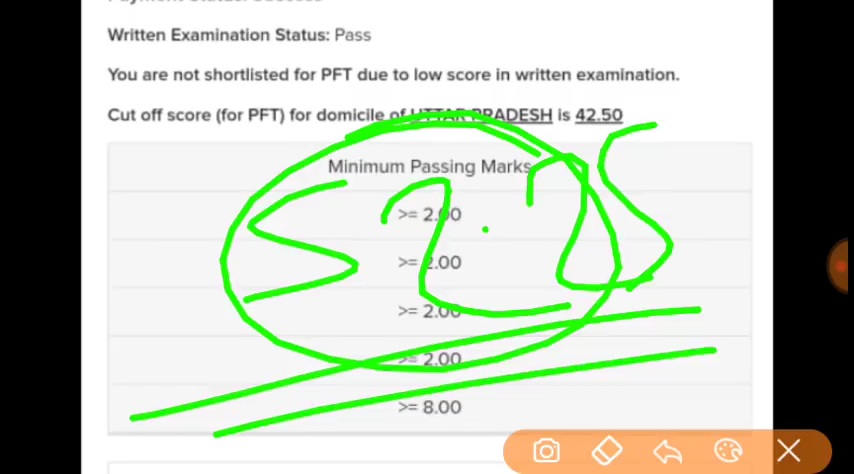 Written Examination Status: Pass
You are not shortlisted for PFT due to low score in written examination.
Cut off score (for PFT) for domicile of UTTAR PRADESH is 42.50
Minimum Passing Marks
>= 2.00
>= 2.00
>= 2.00
>= 2.00
>= 8.00
52.25